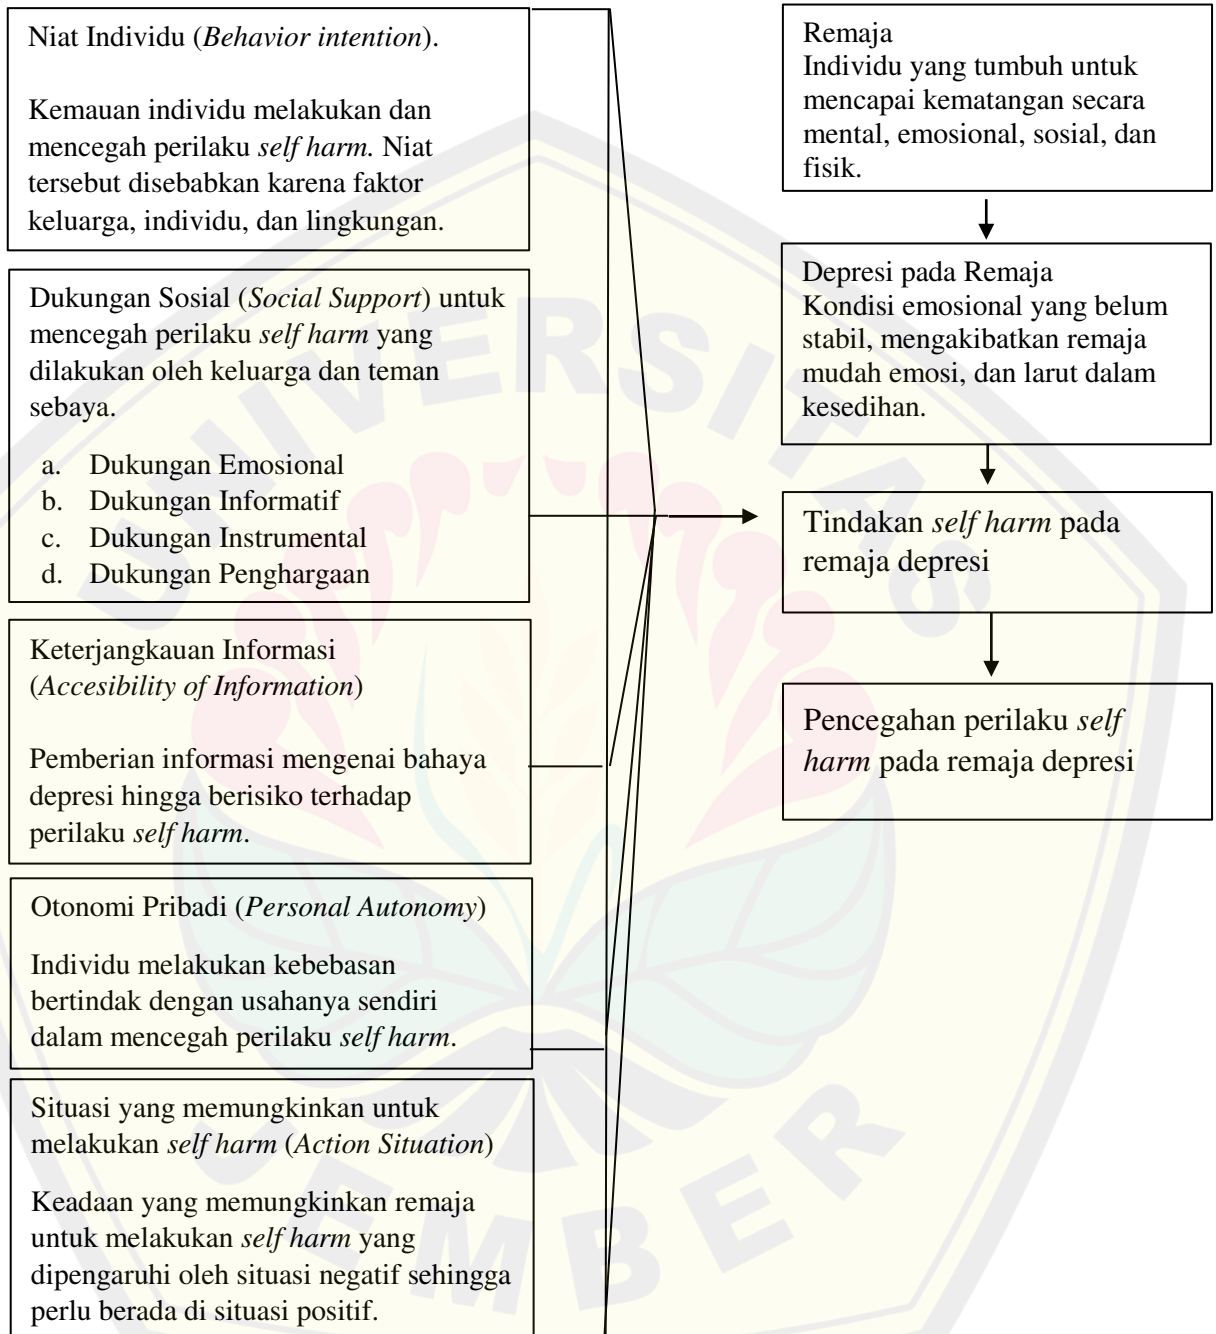 Niat Individu (Behavior intention).
Kemauan individu melakukan dan
mencegah perilaku self harm. Niat
tersebut disebabkan karena faktor
keluarga, individu, dan lingkungan.
Dukungan Sosial (Social Support) untuk
mencegah perilaku self harm yang
dilakukan oleh keluarga dan teman
sebaya.
a. Dukungan Emosional
b. Dukungan Informatif
c. Dukungan Instrumental
d. Dukungan Penghargaan
Keterjangkauan Informasi
(Accesibility of Information)
Pemberian informasi mengenai bahaya
depresi hingga berisiko terhadap
perilaku self harm.
Otonomi Pribadi (Personal Autonomy)
Individu melakukan kebebasan
bertindak dengan usahanya sendiri
dalam mencegah perilaku self harm.
Situasi yang memungkinkan untuk
melakukan self harm (Action Situation)
Keadaan yang memungkinkan remaja
untuk melakukan self harm yang
dipengaruhi oleh situasi negatif sehingga
perlu berada di situasi positif.
Remaja
Individu yang tumbuh untuk
mencapai kematangan secara
mental, emosional, sosial, dan
fisik.
Depresi pada Remaja
Kondisi emosional yang belum
stabil, mengakibatkan remaja
mudah emosi, dan larut dalam
kesedihan.
Tindakan self harm pada
remaja depresi
Pencegahan perilaku self
harm pada remaja depresi
UNIVERSITAS
JEMBER